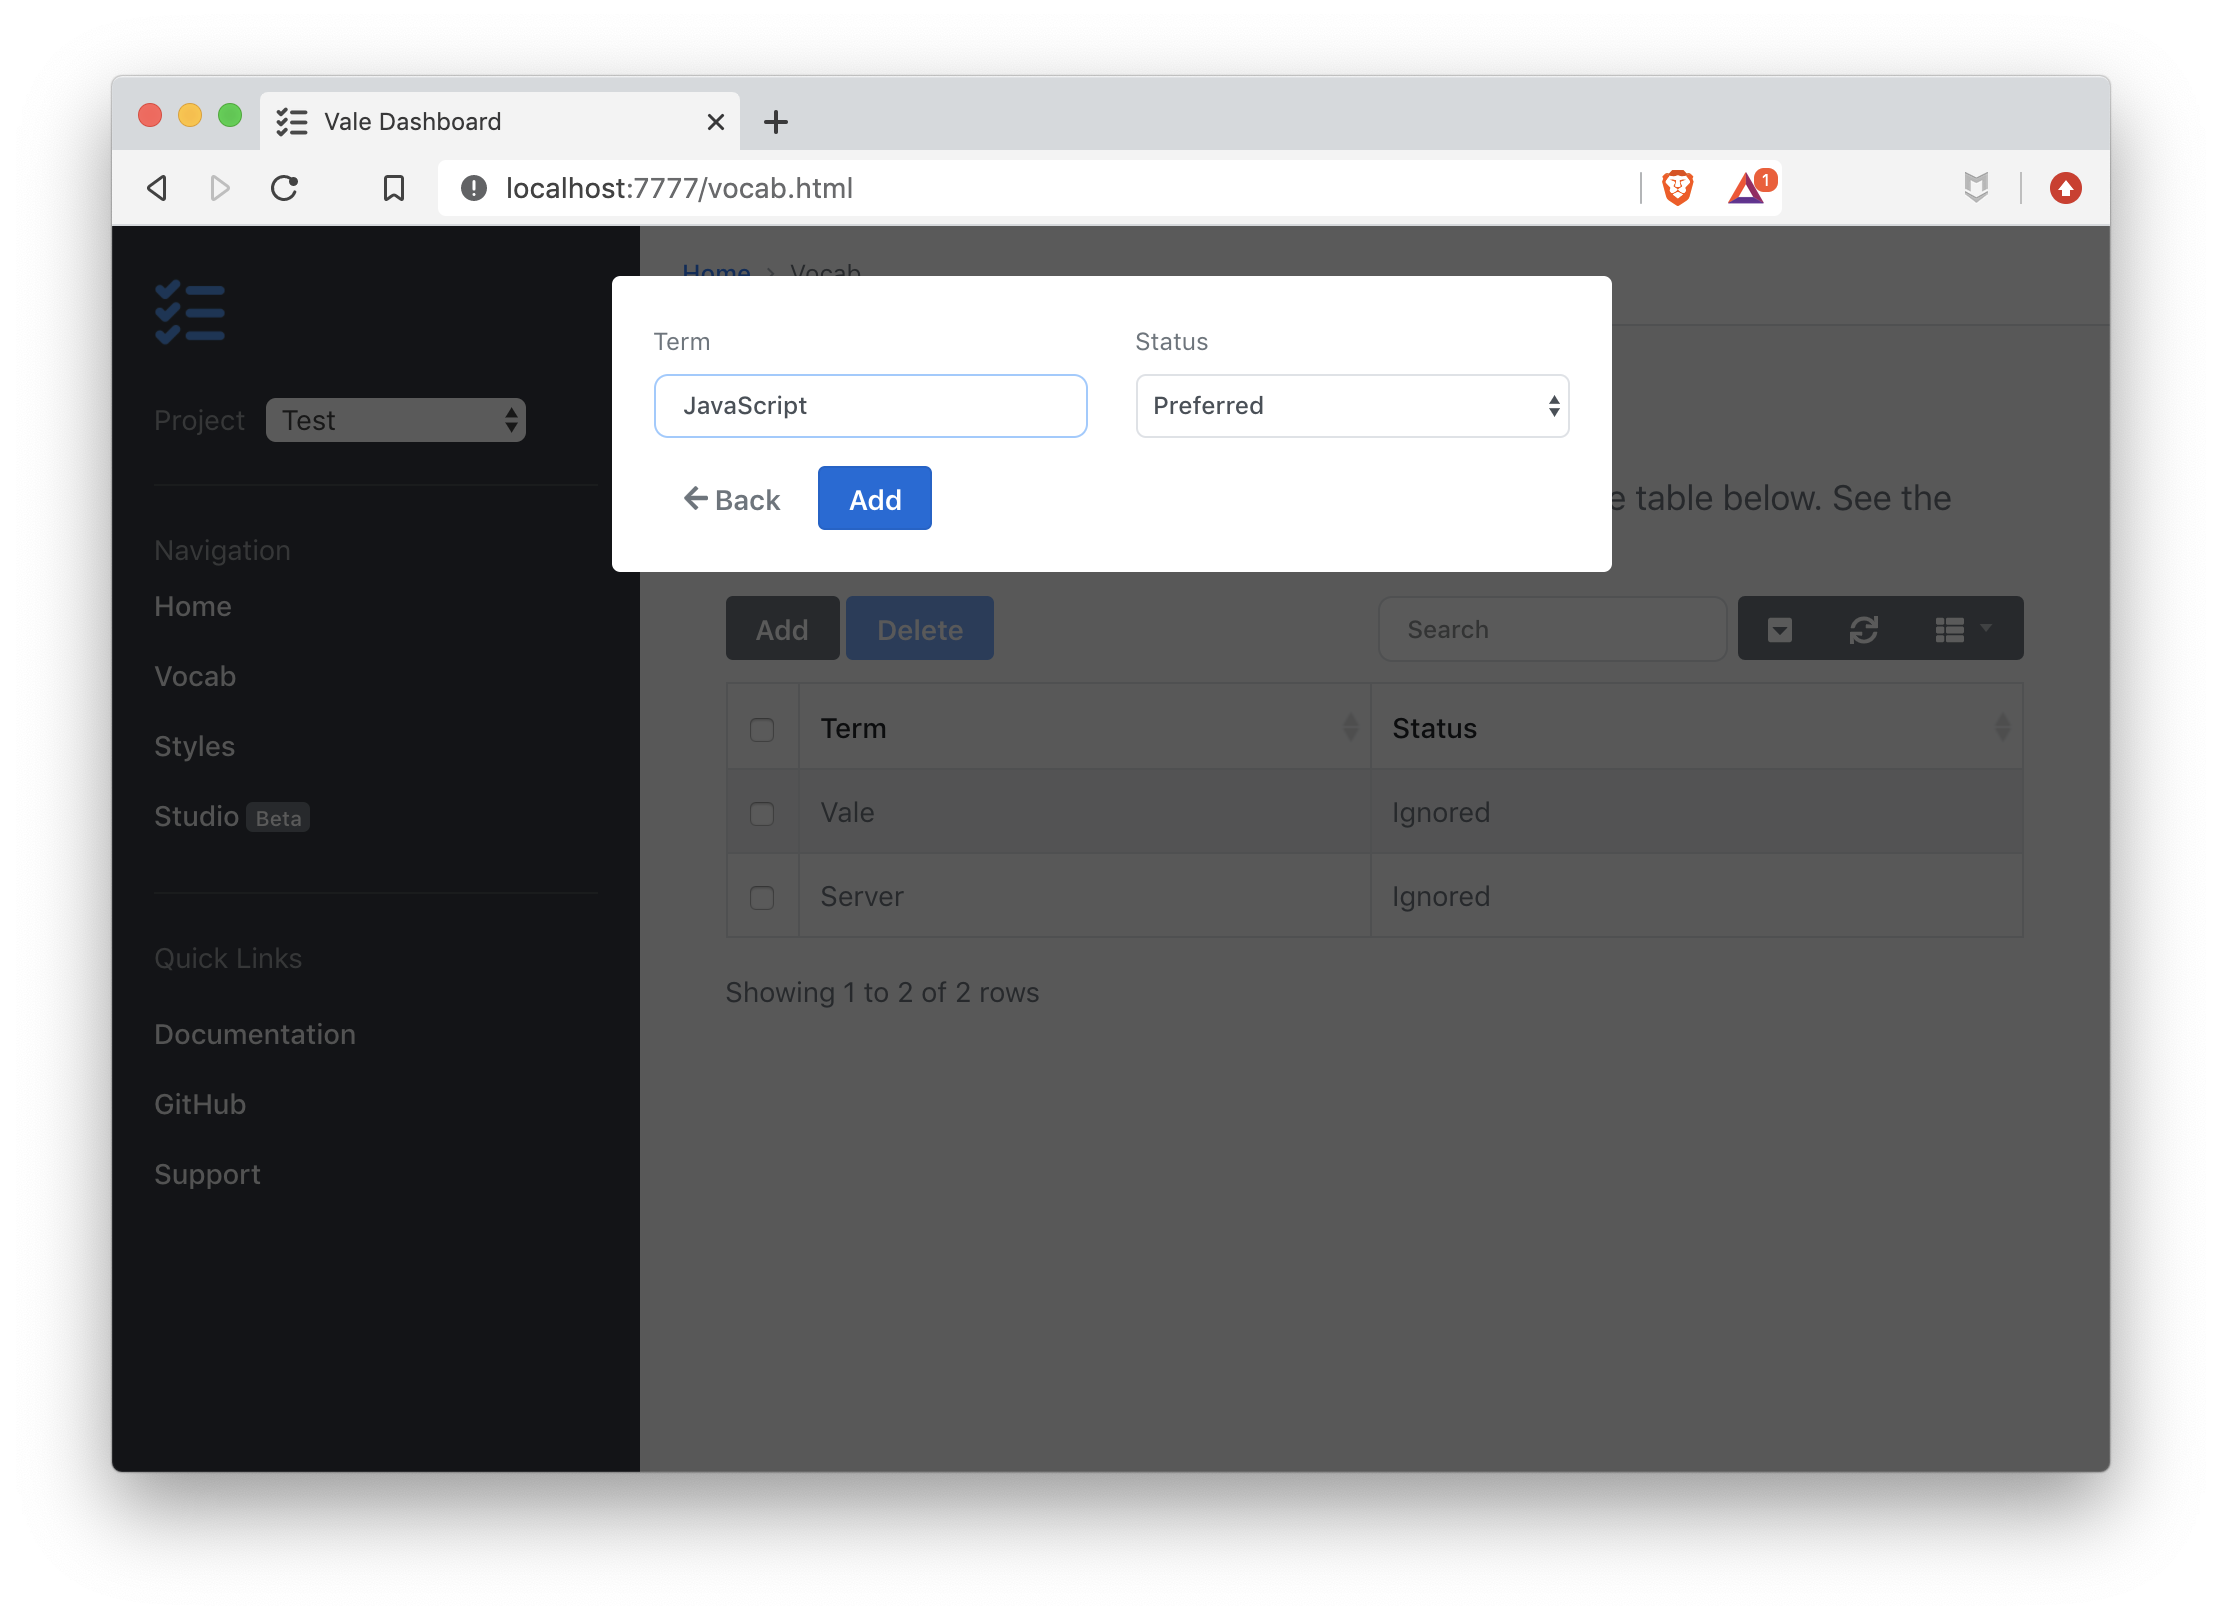 Vale Dashboard
localhost:7777/vocab.html
1
Project Test
Navigation
Home
Vocab
Styles
Studio Beta
Quick Links
Documentation
GitHub
Support
Home > Vocab
Term Status
JavaScript Preferred
Back Add
table below. See the
Add Delete Search
Term Status
Vale Ignored
Server Ignored
Showing 1 to 2 of 2 rows